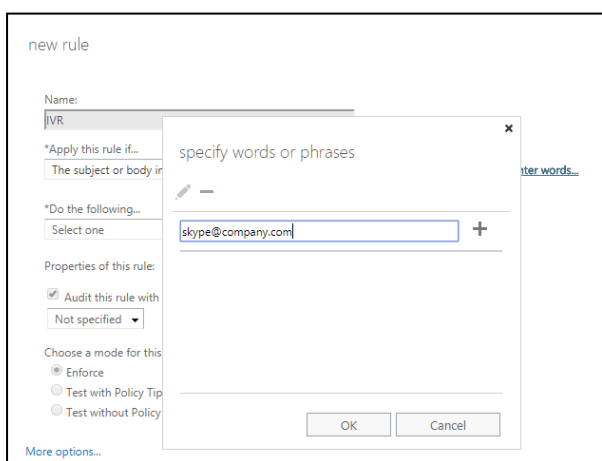 new rule
Name:
IVR
*Apply this rule if...
The subject or body in
nter words...
*Do the following...
Select one
Properties of this rule:
Audit this rule with
Not specified
Choose a mode for this
Enforce
Test with Policy Tip
Test without Policy
More options...
specify words or phrases
skype@company.com
OK Cancel